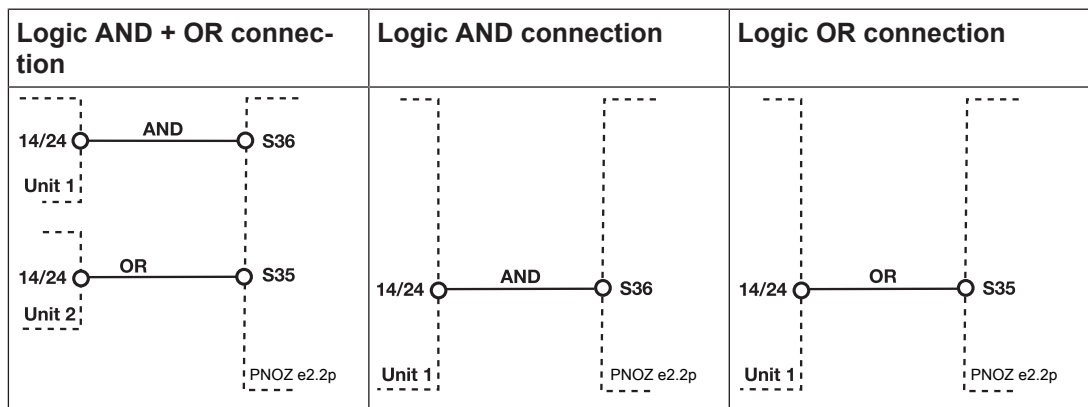 Logic AND + OR connec-
tion
Logic AND connection
Logic OR connection
14/24 AND S36
Unit 1
14/24 OR S35
Unit 2
PNOZ e2.2p
14/24 AND S36
Unit 1
PNOZ e2.2p
14/24 OR S35
Unit 1
PNOZ e2.2p